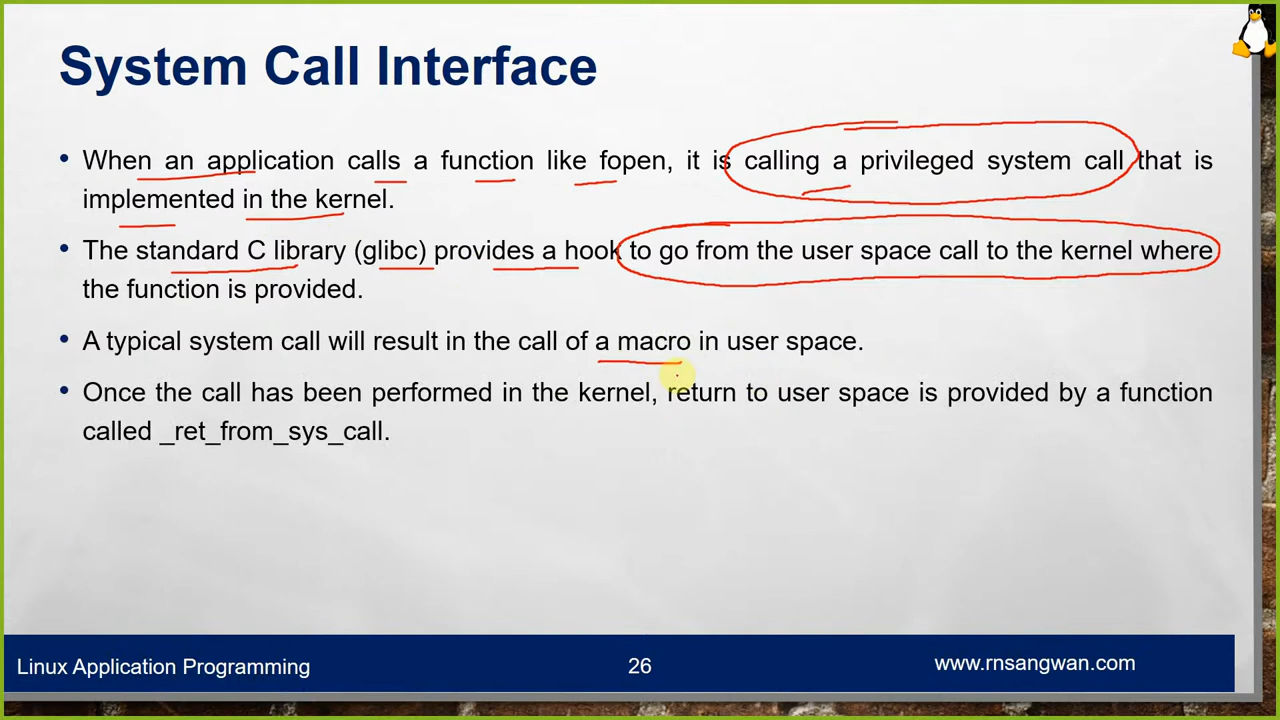 System Call Interface
• When an application calls a function like fopen, it is calling a privileged system call that is
implemented in the kernel.
• The standard C library (glibc) provides a hook to go from the user space call to the kernel where
the function is provided.
• A typical system call will result in the call of a macro in user space.
• Once the call has been performed in the kernel, return to user space is provided by a function
called _ret_from_sys_call.
Linux Application Programming
26
www.rnsangwan.com